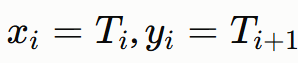 x_i = T_i, y_i = T_{i+1}